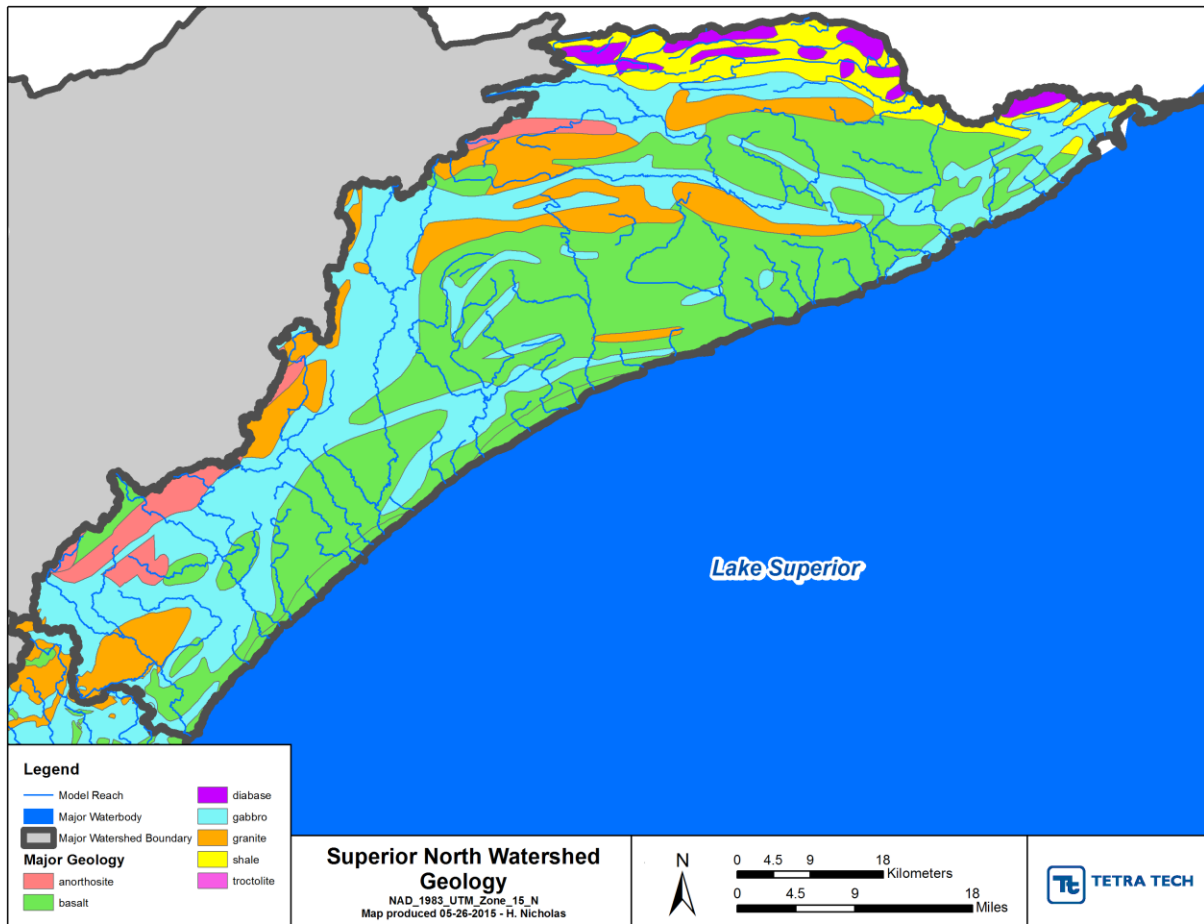 Lake Superior
Legend
Model Reach
Major Waterbody
Major Watershed Boundary
Major Geology
anorthosite
basalt
diabase
gabbro
granite
shale
troctolite
Superior North Watershed
Geology
NAD_1983_UTM_Zone_15_N
Map produced 05-26-2015 - H. Nicholas
N
0 4.5 9 18
Kilometers
0 4.5 9 18
Miles
Tt TETRA TECH